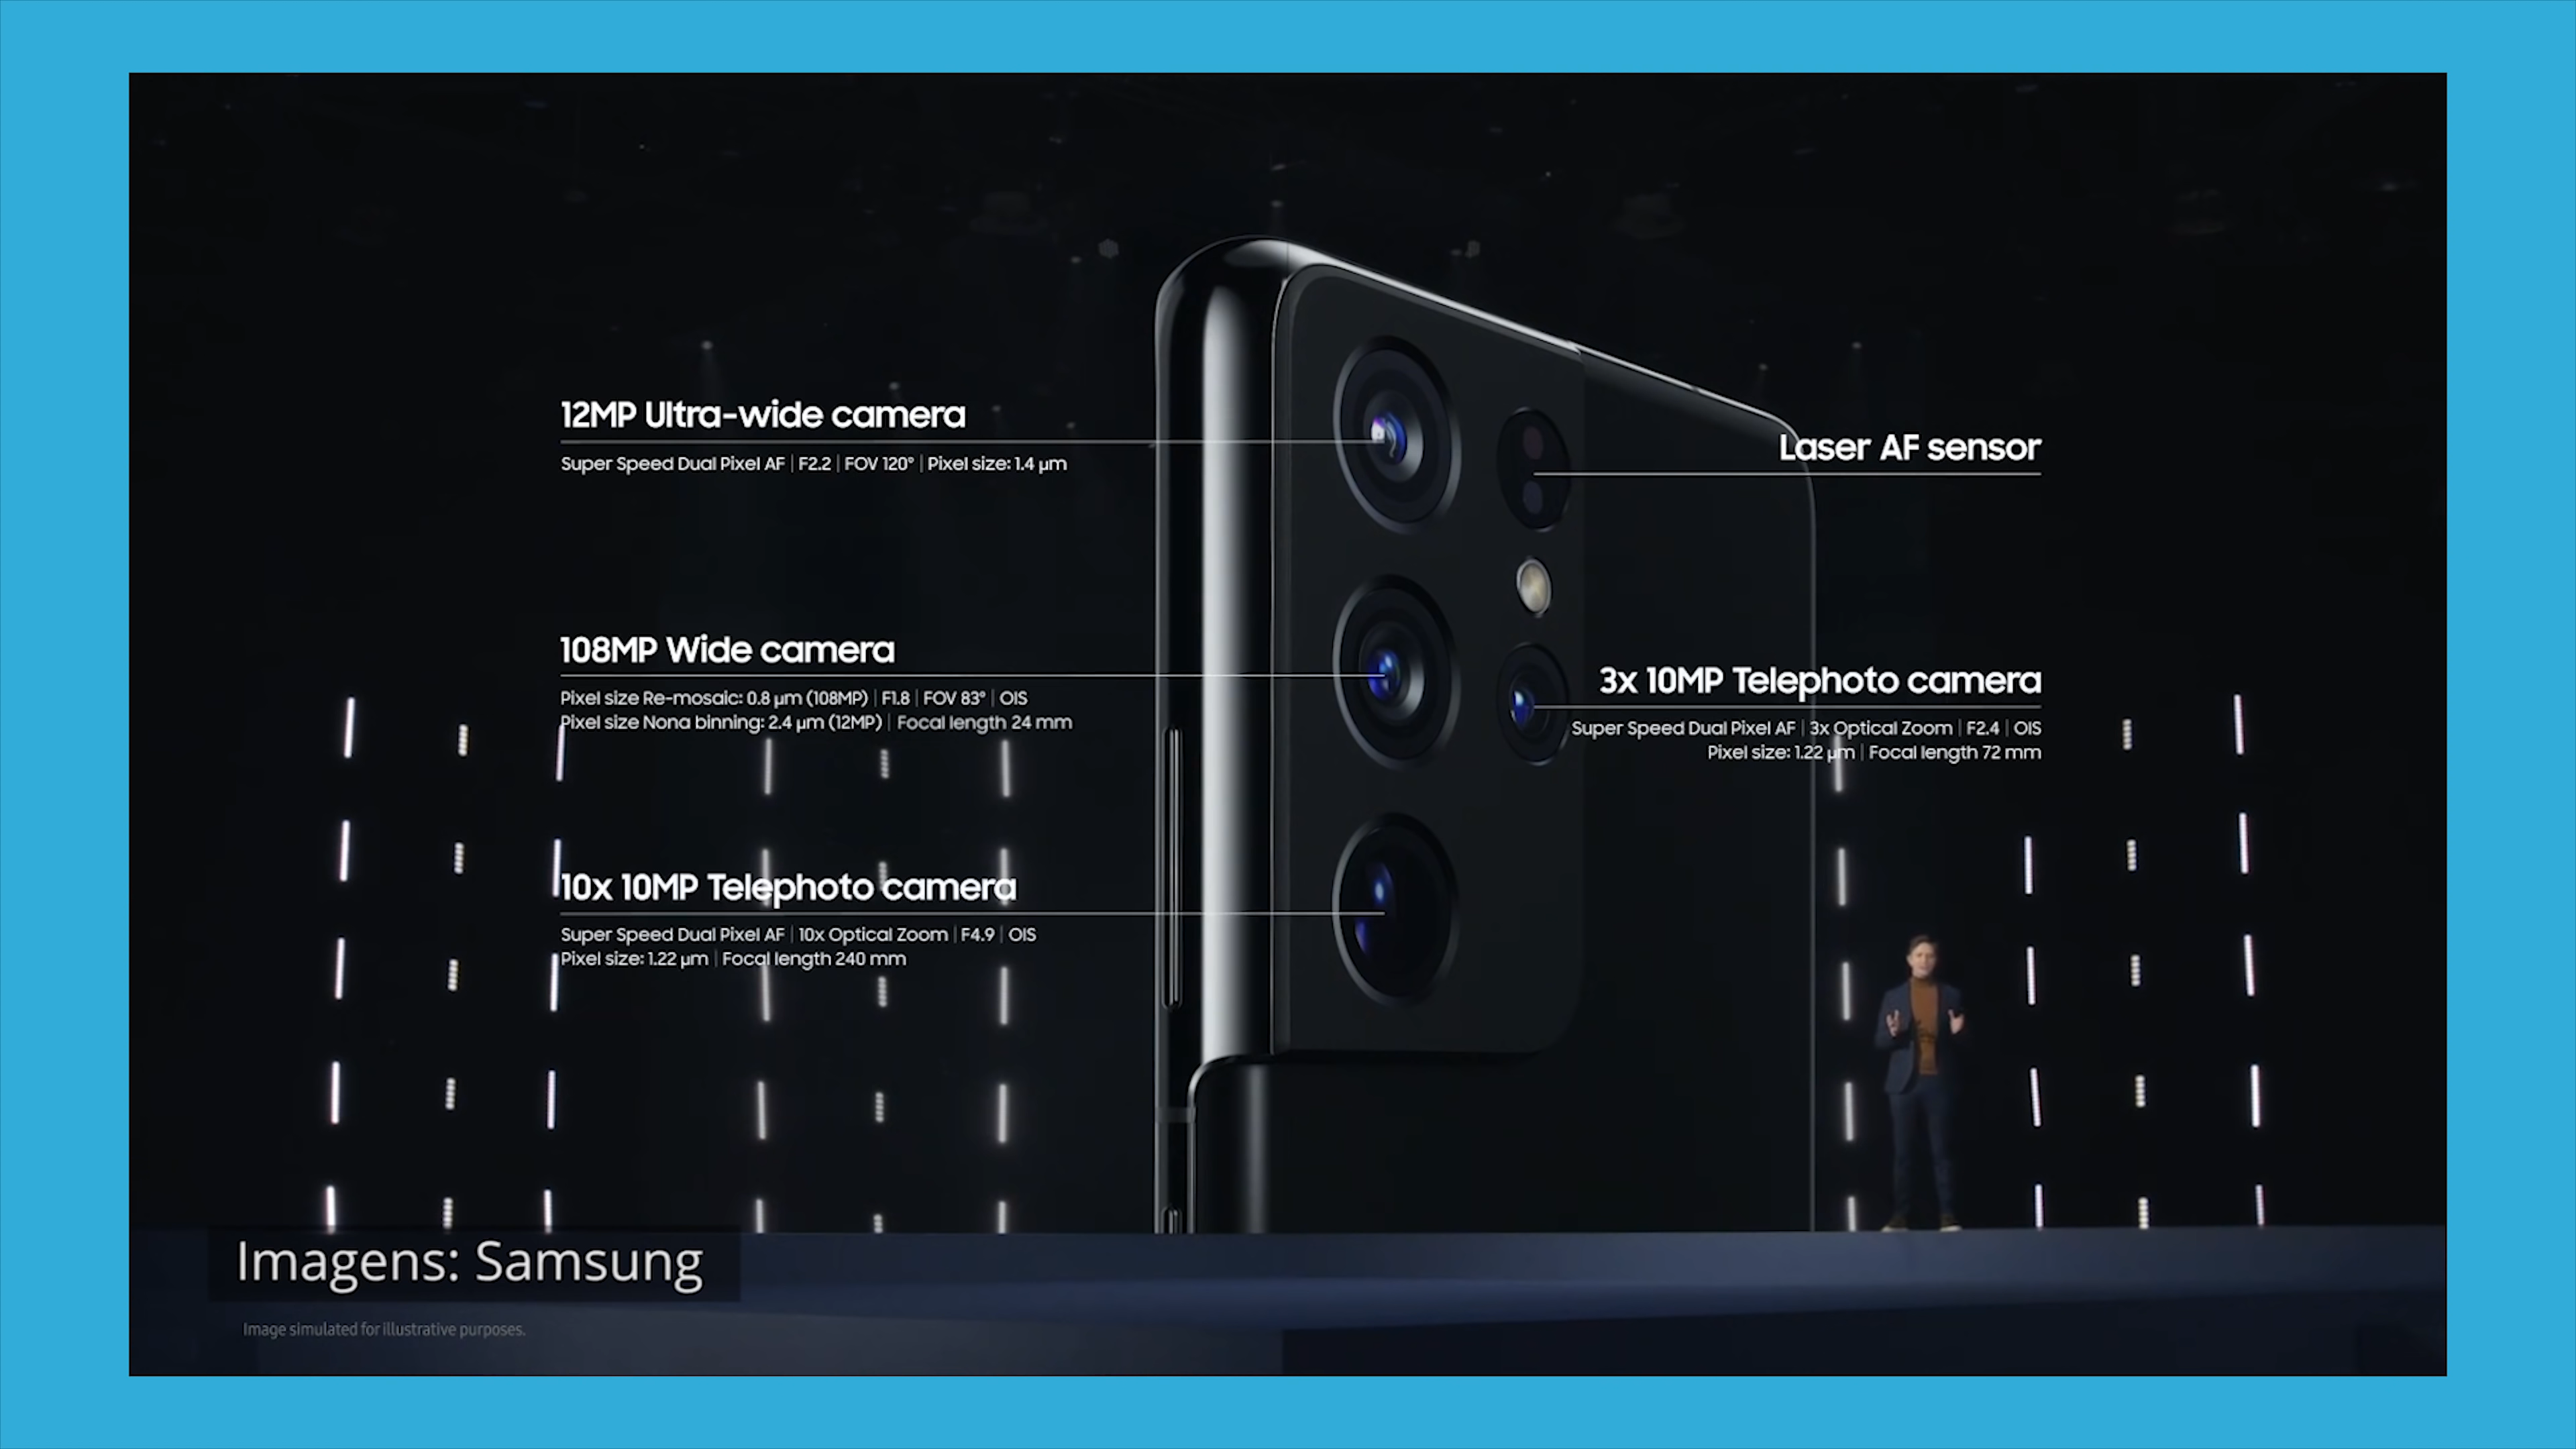 12MP Ultra-wide camera
Super Speed Dual Pixel AF | F2.2 | FOV 120° | Pixel size: 1.4 μm
Laser AF sensor
108MP Wide camera
Pixel size Re-mosaic: 0.8 μm (108MP) | F1.8 | FOV 83° | OIS
Pixel size Nona binning: 2.4 μm (12MP) | Focal length 24 mm
3x 10MP Telephoto camera
Super Speed Dual Pixel AF | 3x Optical Zoom | F2.4 | OIS
Pixel size: 1.22 μm | Focal length 72 mm
10x 10MP Telephoto camera
Super Speed Dual Pixel AF | 10x Optical Zoom | F4.9 | OIS
Pixel size: 1.22 μm | Focal length 240 mm
Imagens: Samsung
Image simulated for illustrative purposes.